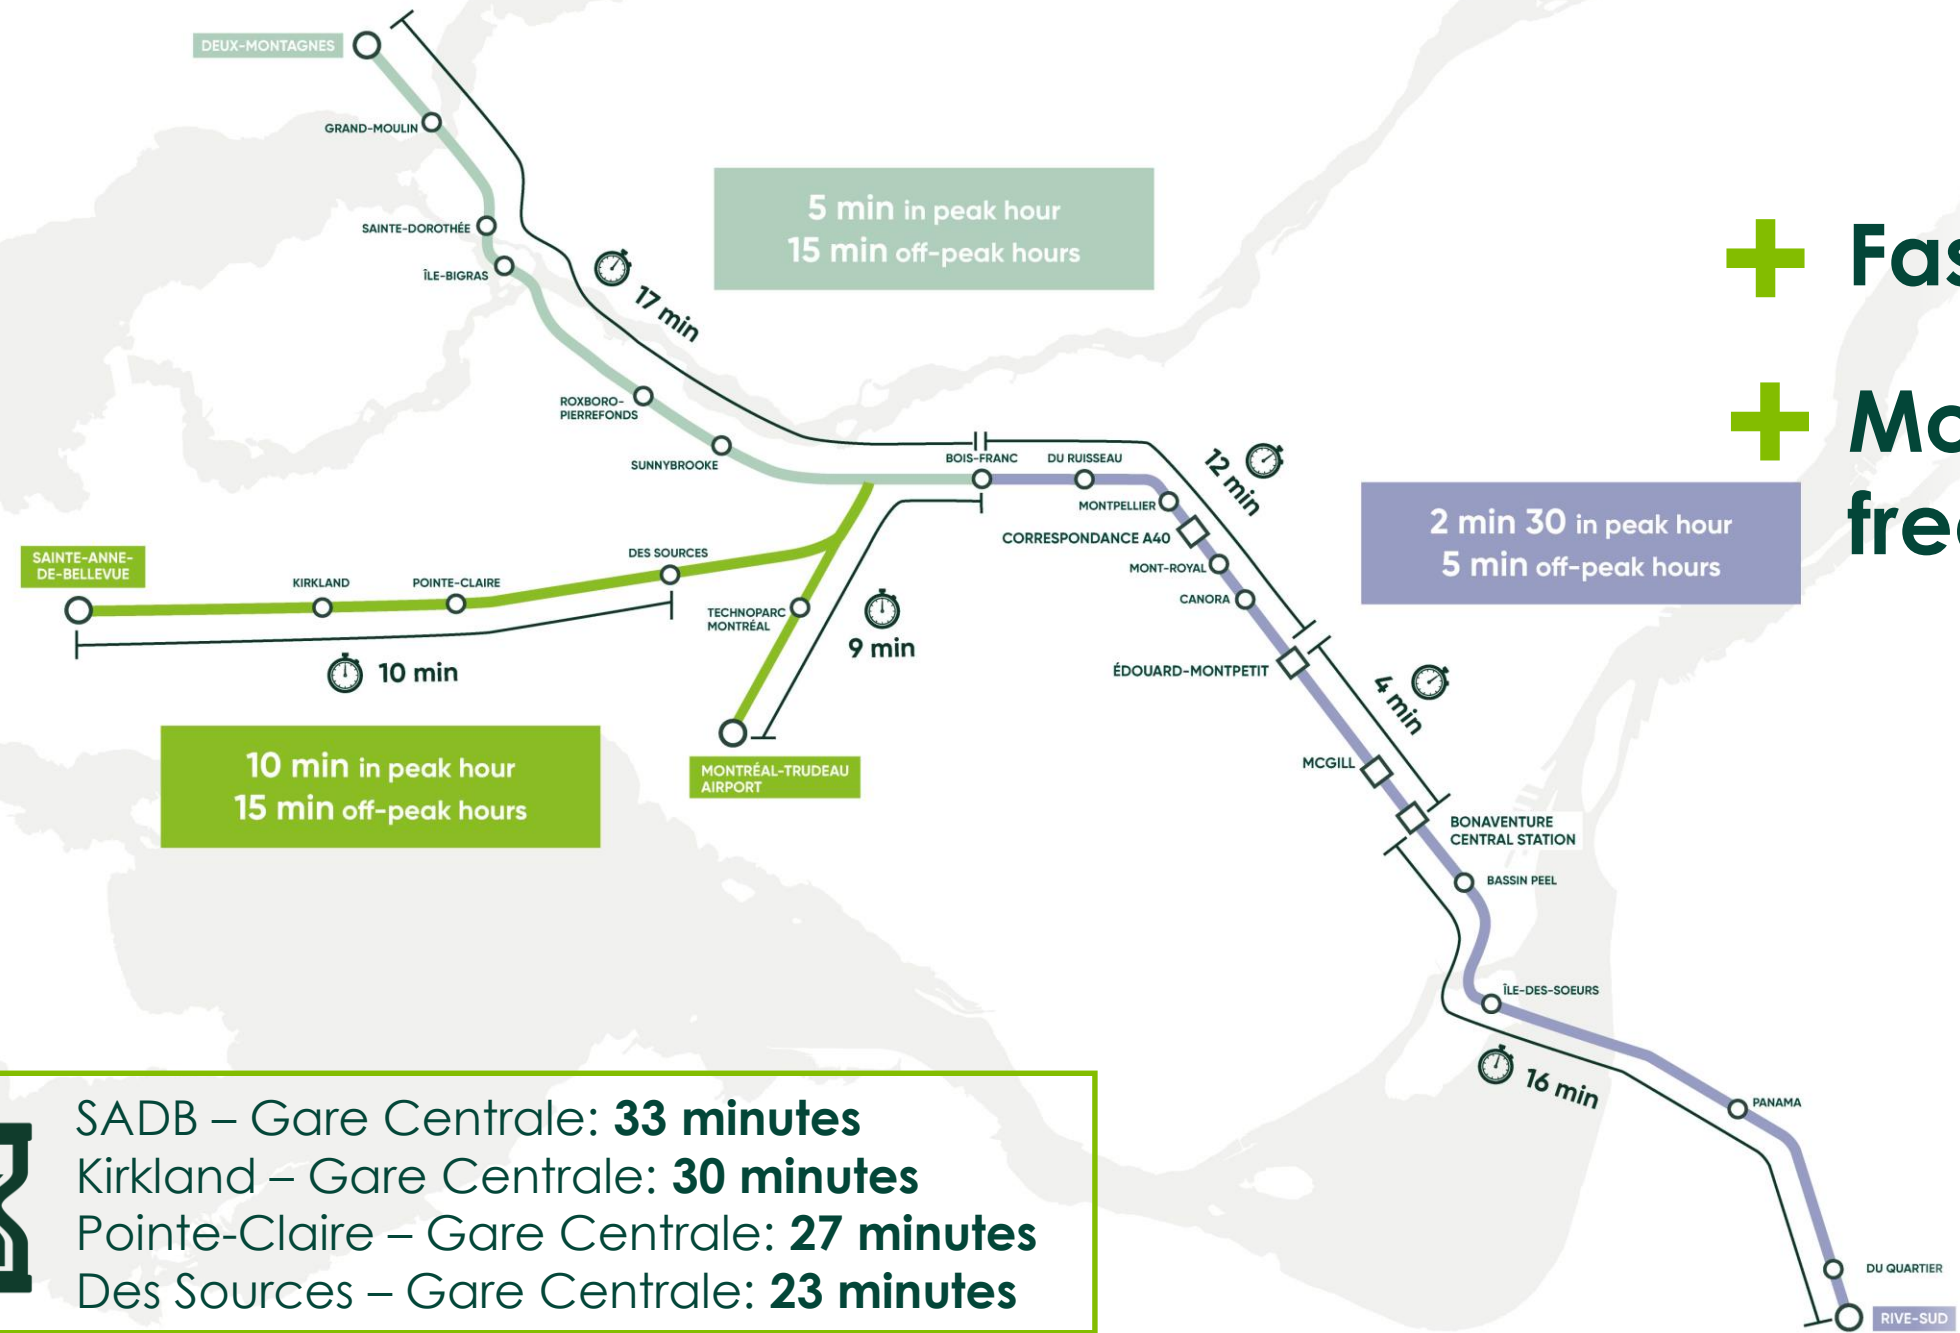 DEUX-MONTAGNES
GRAND-MOULIN
SAINTE-DOROTHÉE
ÎLE-BIGRAS
17 min
5 min in peak hour
15 min off-peak hours
ROXBORO-
PIERREFONDS
SUNNYBROOKE
BOIS-FRANC
DU RUISSEAU
MONTPELLIER
CORRESPONDANCE A40
MONT-ROYAL
CANORA
ÉDOUARD-MONTPETIT
12 min
2 min 30 in peak hour
5 min off-peak hours
SAINTE-ANNE-
DE-BELLEVUE
KIRKLAND
POINTE-CLAIRE
DES SOURCES
TECHNOPARC
MONTRÉAL
9 min
10 min
10 min in peak hour
15 min off-peak hours
MONTRÉAL-TRUDEAU
AIRPORT
4 min
MCGILL
BONAVENTURE
CENTRAL STATION
BASSIN PEEL
ÎLE-DES-SOEURS
16 min
PANAMA
DU QUARTIER
RIVE-SUD
SADB – Gare Centrale: 33 minutes
Kirkland – Gare Centrale: 30 minutes
Pointe-Claire – Gare Centrale: 27 minutes
Des Sources – Gare Centrale: 23 minutes